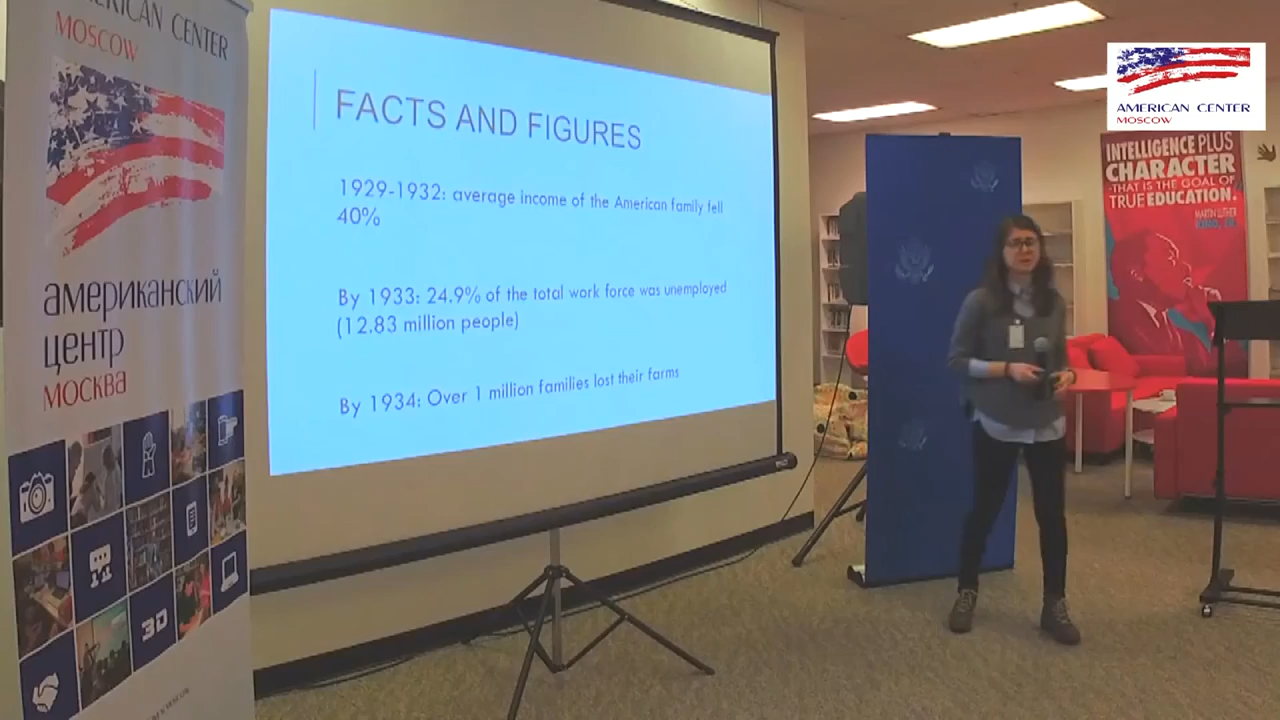 AMERICAN CENTER
MOSCOW
американский
центр
москва
3D
FACTS AND FIGURES
1929-1932: average income of the American family fell
40%
By 1933: 24.9% of the total work force was unemployed
(12.83 million people)
By 1934: Over 1 million families lost their farms
AMERICAN CENTER
MOSCOW
INTELLIGENCE PLUS
CHARACTER
-THAT IS THE GOAL OF
TRUE EDUCATION.
MARTIN LUTHER
KING, JR.